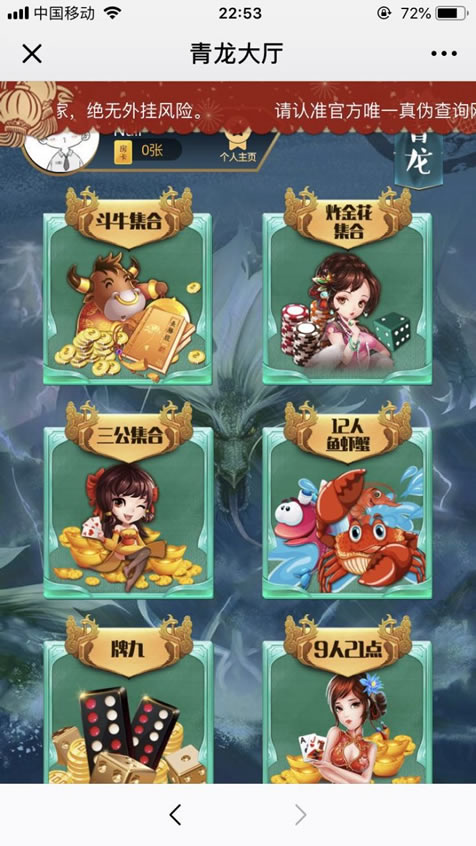 中国移动
22:53
72%
青龙大厅
家，绝无外挂风险。 请认准官方唯一真伪查询网
房卡
0张
个人主页
青龙
斗牛集合
炸金花
集合
三公集合
12人
鱼虾蟹
牌九
9人21点